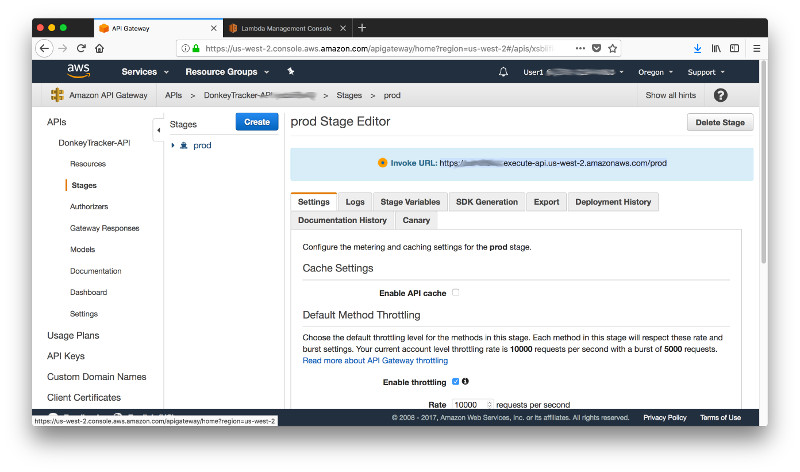 API Gateway
Lambda Management Console
https://us-west-2.console.aws.amazon.com/apigateway/home?region=us-west-2#/apis/xsblf
aws
Services
Resource Groups
User1
Oregon
Support
Amazon API Gateway
APIs > DonkeyTracker-API > Stages > prod
Show all hints
?
APIs
DonkeyTracker-API
Resources
Stages
Authorizers
Gateway Responses
Models
Documentation
Dashboard
Settings
Usage Plans
API Keys
Custom Domain Names
Client Certificates
Stages
Create
prod
prod Stage Editor
Delete Stage
Invoke URL: https:// .execute-api.us-west-2.amazonaws.com/prod
Settings
Logs
Stage Variables
SDK Generation
Export
Deployment History
Documentation History
Canary
Configure the metering and caching settings for the prod stage.
Cache Settings
Enable API cache
Default Method Throttling
Choose the default throttling level for the methods in this stage. Each method in this stage will respect these rate and
burst settings. Your current account level throttling rate is 10000 requests per second with a burst of 5000 requests.
Read more about API Gateway throttling
Enable throttling
Rate 10000 requests per second
https://us-west-2.console.aws.amazon.com/apigateway/home?region=us-west-2
© 2008 - 2017, Amazon Web Services, Inc. or its affiliates. All rights reserved.
Privacy Policy
Terms of Use